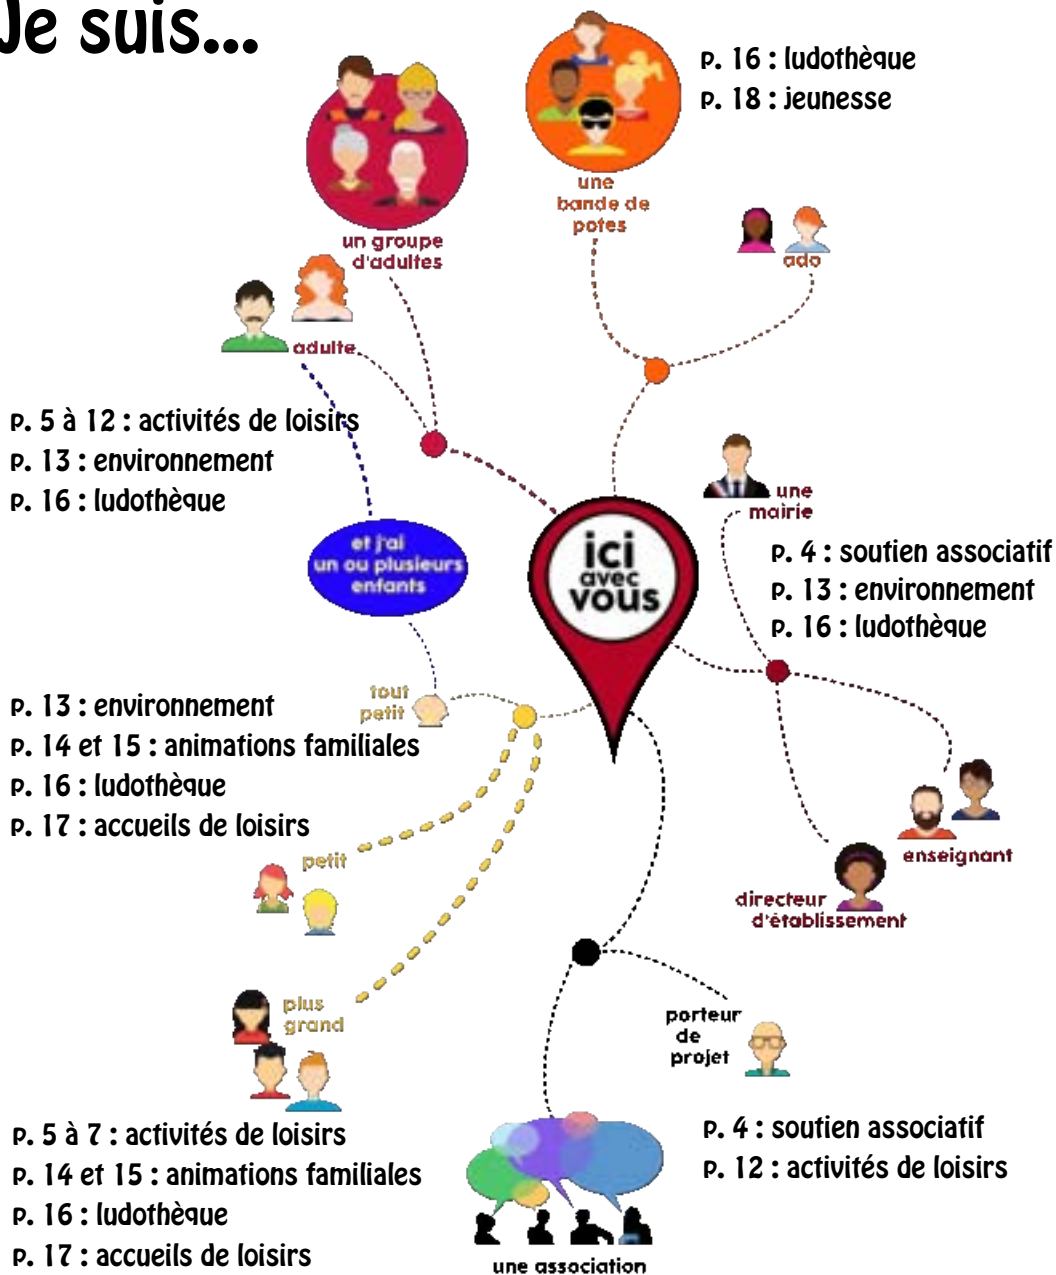 Je suis...
p. 16 : ludothèque
p. 18 : jeunesse
une
bande de
potes
ado
un groupe
d'adultes
adulte
p. 5 à 12 : activités de loisirs
p. 13 : environnement
p. 16 : ludothèque
une
mairie
et j'ai
un ou plusieurs
enfants
ici
avec
vous
p. 4 : soutien associatif
p. 13 : environnement
p. 16 : ludothèque
tout
petit
p. 13 : environnement
p. 14 et 15 : animations familiales
p. 16 : ludothèque
p. 17 : accueils de loisirs
petit
enseignant
directeur
d'établissement
plus
grand
porteur
de
projet
p. 5 à 7 : activités de loisirs
p. 14 et 15 : animations familiales
p. 16 : ludothèque
p. 17 : accueils de loisirs
p. 4 : soutien associatif
p. 12 : activités de loisirs
une association